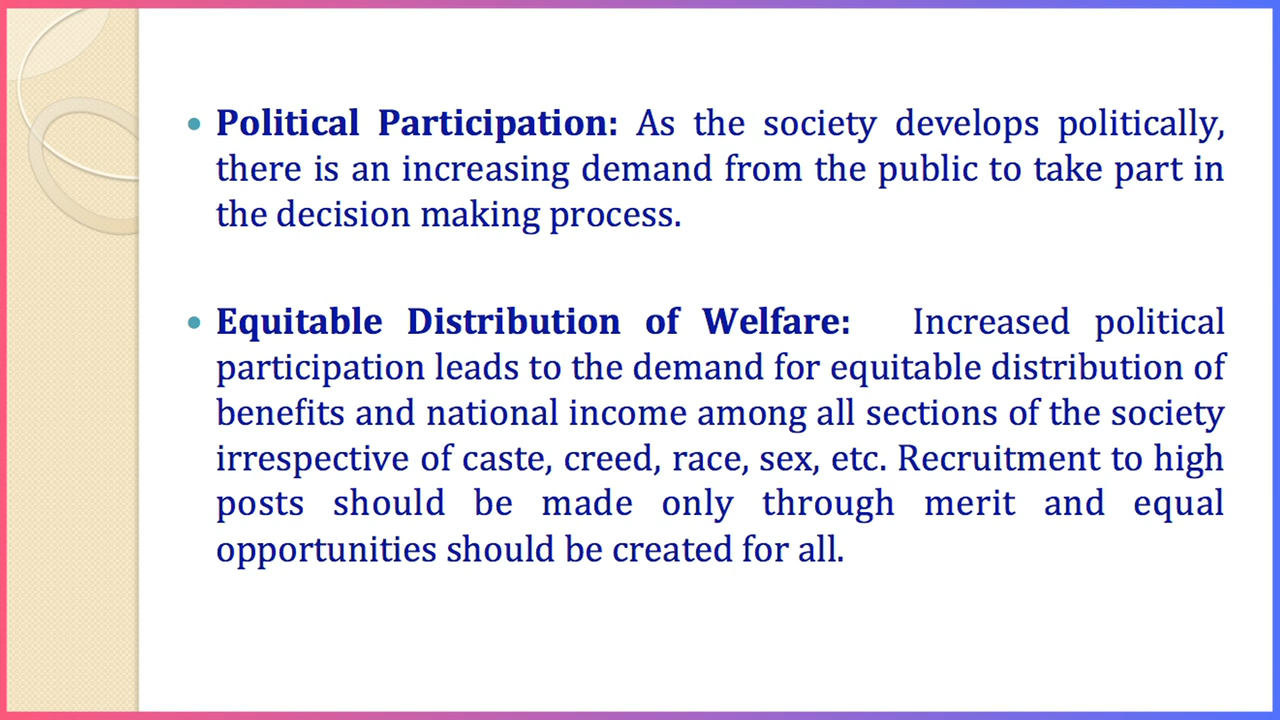 • Political Participation: As the society develops politically,
there is an increasing demand from the public to take part in
the decision making process.
• Equitable Distribution of Welfare: Increased political
participation leads to the demand for equitable distribution of
benefits and national income among all sections of the society
irrespective of caste, creed, race, sex, etc. Recruitment to high
posts should be made only through merit and equal
opportunities should be created for all.